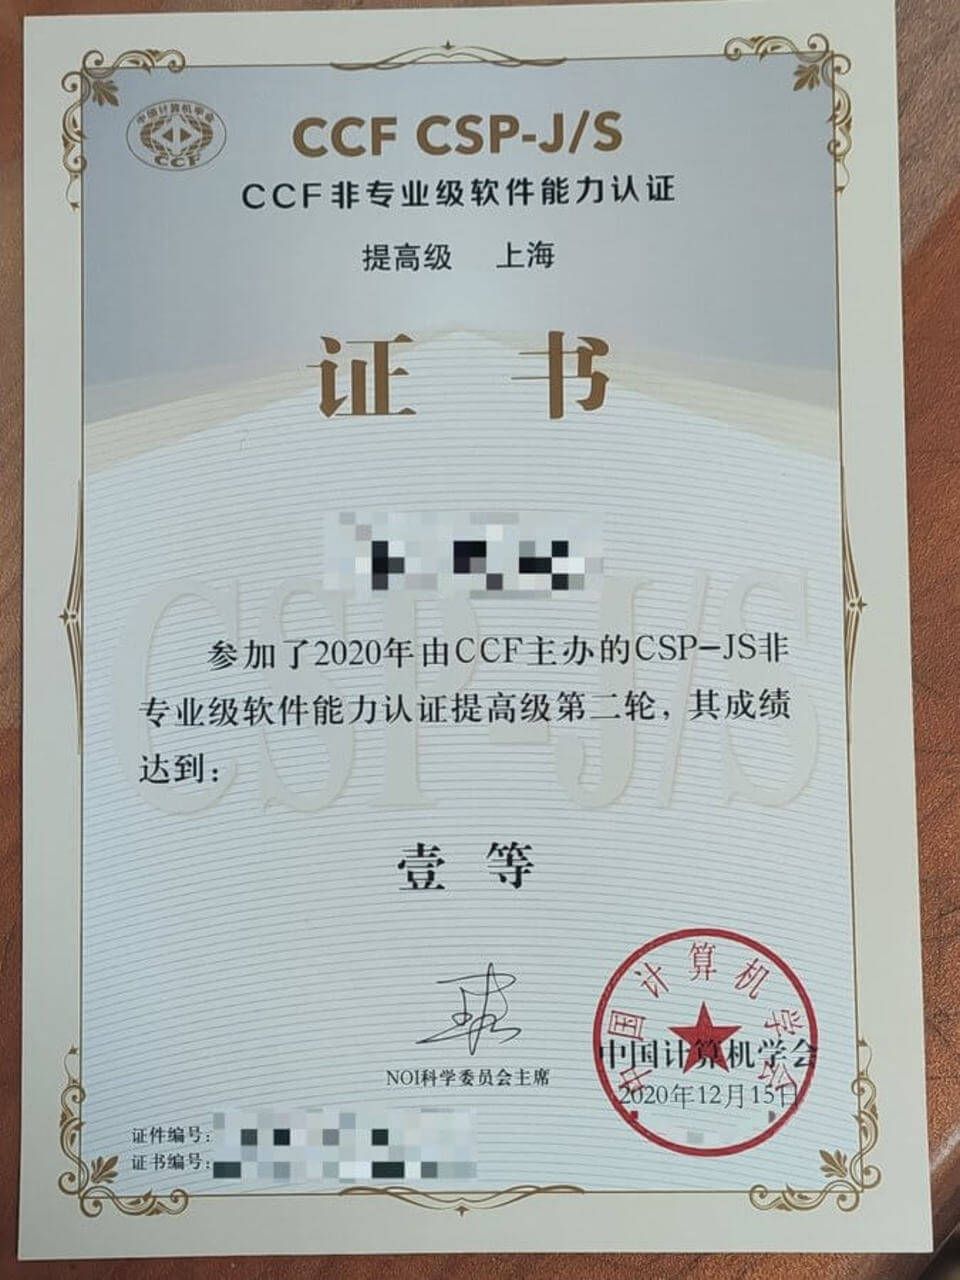 中国计算机学会
CCF
CCF CSP-J/S
CCF非专业级软件能力认证
提高级 上海
证 书
CSP-J/S
参加了2020年由CCF主办的CSP-JS非
专业级软件能力认证提高级第二轮,其成绩
达到:
壹 等
NOI科学委员会主席
中国计算机学会
中国计算机学会
2020年12月15日
证件编号:
证书编号: